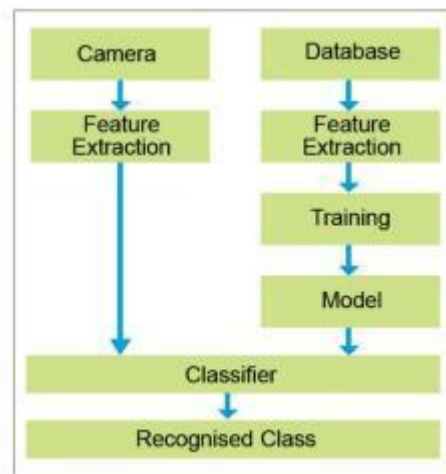 Camera
Database
Feature
Extraction
Feature
Extraction
Training
Model
Classifier
Recognised Class